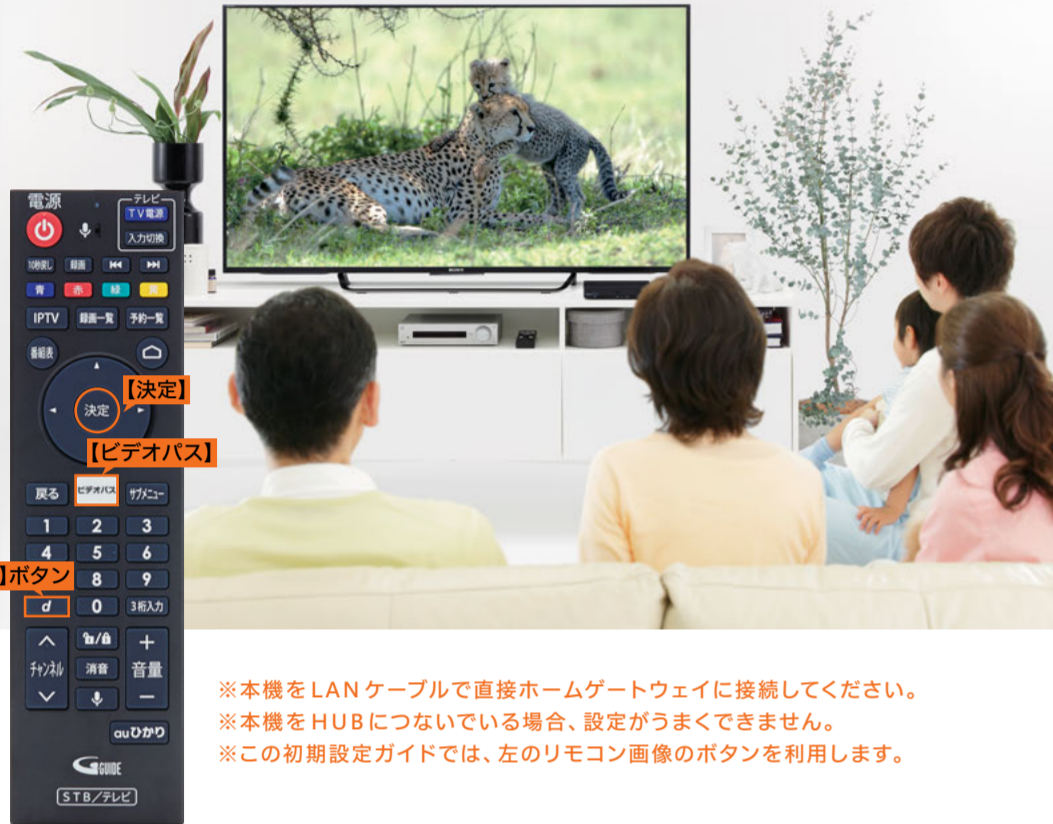 SONY
電源
テレビ
TV電源
入力切換
10秒戻し 録画
青 赤 緑 黄
IPTV 録画一覧 予約一覧
番組表
【決定】
決定
【ビデオパス】
戻る ビデオパス サブメニュー
1 2 3
4 5 6
】ボタン
8 9
d 0 3桁入力
チャンネル 消音 音量
auひかり
G GUIDE
STB/テレビ
※本機をLANケーブルで直接ホームゲートウェイに接続してください。
※本機をHUBにつないでいる場合、設定がうまくできません。
※この初期設定ガイドでは、左のリモコン画像のボタンを利用します。